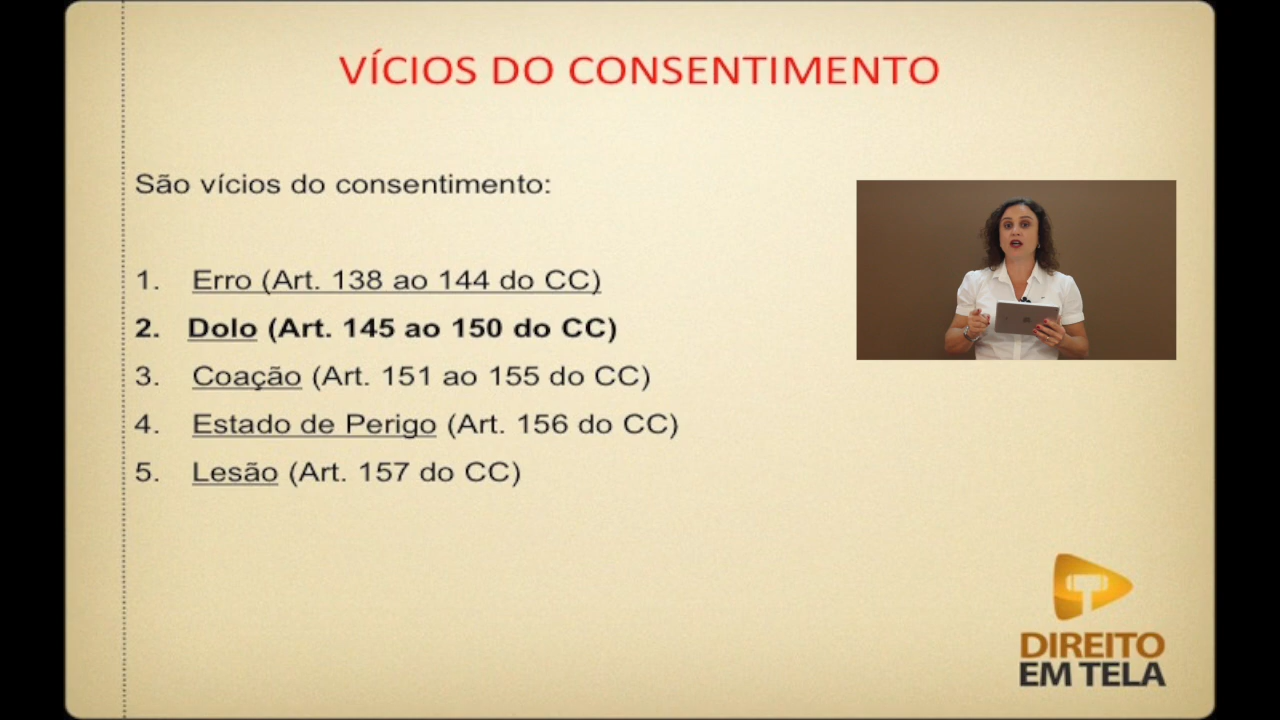 VÍCIOS DO CONSENTIMENTO
São vícios do consentimento:
1. Erro (Art. 138 ao 144 do CC)
2. Dolo (Art. 145 ao 150 do CC)
3. Coação (Art. 151 ao 155 do CC)
4. Estado de Perigo (Art. 156 do CC)
5. Lesão (Art. 157 do CC)
DIREITO
EM TELA